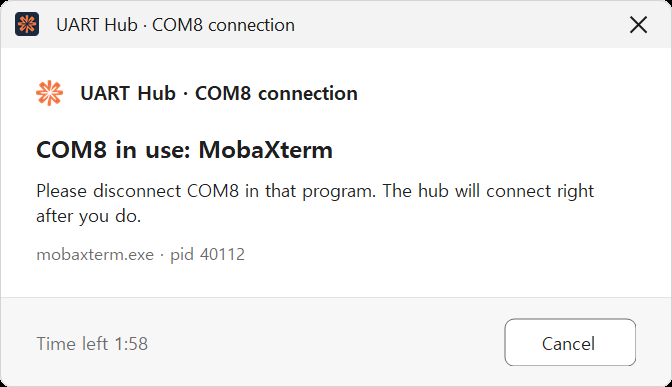 UART Hub · COM8 connection
UART Hub · COM8 connection
COM8 in use: MobaXterm
Please disconnect COM8 in that program. The hub will connect right
after you do.
mobaxterm.exe · pid 40112
Time left 1:58
Cancel